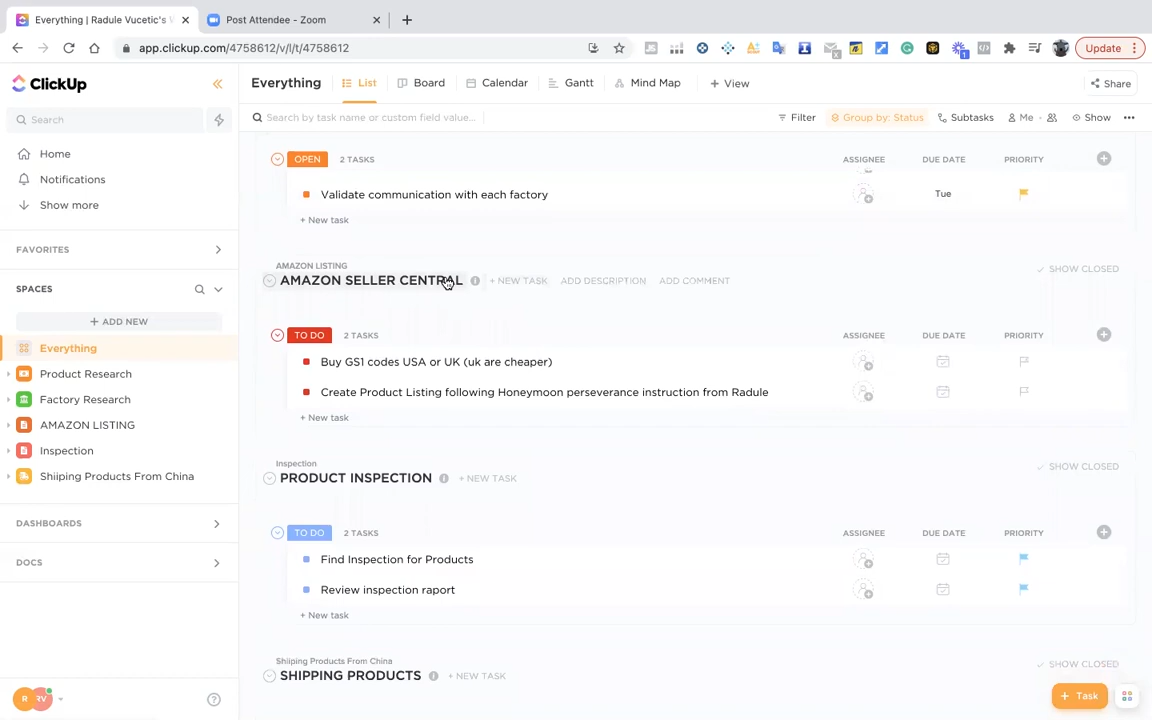 Everything | Radule Vucetic's W
Post Attendee - Zoom
app.clickup.com/4758612/v/l/t/4758612
Update
ClickUp
Everything
List
Board
Calendar
Gantt
Mind Map
+ View
Share
Search
Search by task name or custom field value...
Filter
Group by: Status
Subtasks
Me
Show
Home
Notifications
Show more
FAVORITES
SPACES
+ ADD NEW
Everything
Product Research
Factory Research
AMAZON LISTING
Inspection
Shiiping Products From China
DASHBOARDS
DOCS
R RV
OPEN 2 TASKS ASSIGNEE DUE DATE PRIORITY
Validate communication with each factory Tue
+ New task
AMAZON LISTING
SHOW CLOSED
AMAZON SELLER CENTRAL + NEW TASK ADD DESCRIPTION ADD COMMENT
TO DO 2 TASKS ASSIGNEE DUE DATE PRIORITY
Buy GS1 codes USA or UK (uk are cheaper)
Create Product Listing following Honeymoon perseverance instruction from Radule
+ New task
Inspection
SHOW CLOSED
PRODUCT INSPECTION + NEW TASK
TO DO 2 TASKS ASSIGNEE DUE DATE PRIORITY
Find Inspection for Products
Review inspection raport
+ New task
Shiiping Products From China
SHOW CLOSED
SHIPPING PRODUCTS + NEW TASK
+ Task